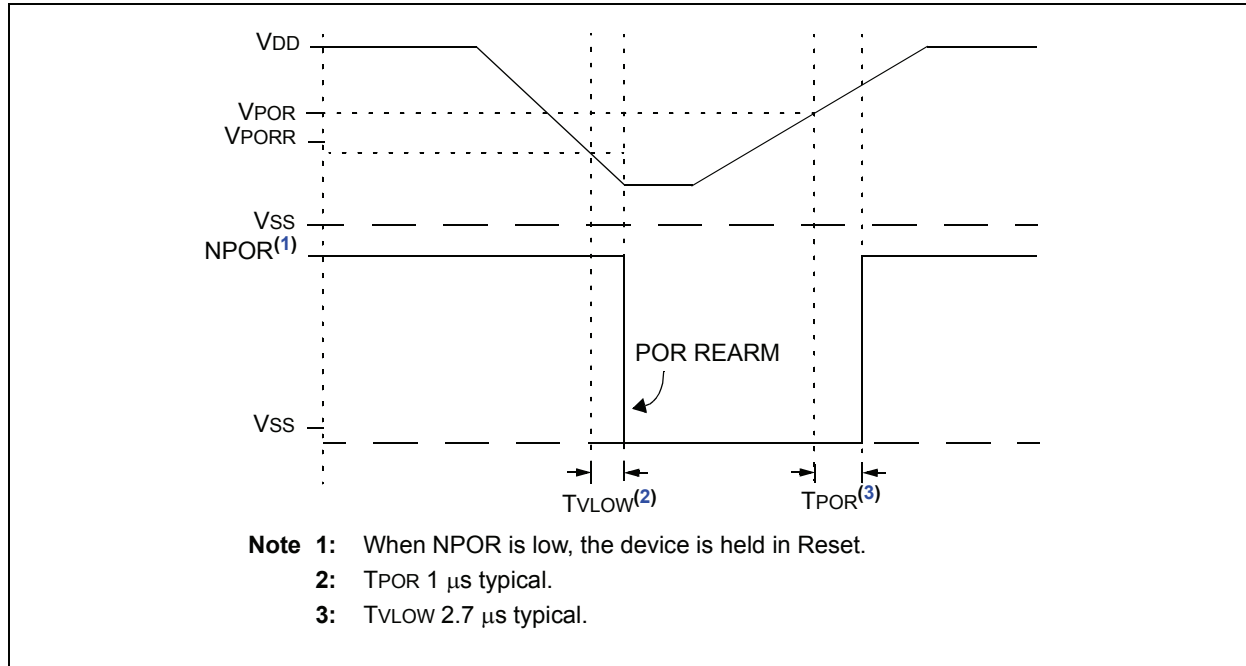 VDD
VPOR
VPORR
VSS
NPOR(1)
POR REARM
VSS
TVLOW(2)
TPOR(3)
Note 1: When NPOR is low, the device is held in Reset.
2: TPOR 1 μs typical.
3: TVLOW 2.7 μs typical.